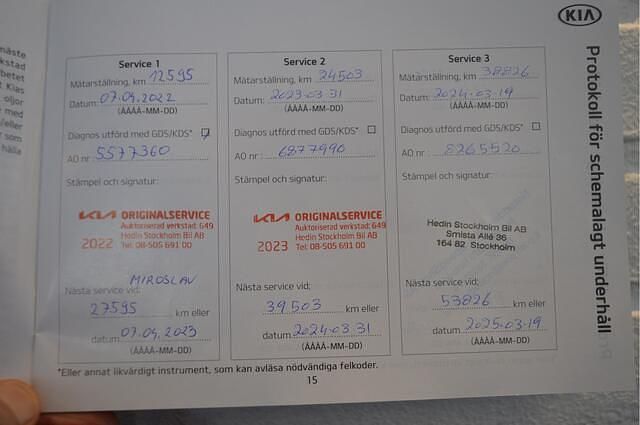 KIA
Protokoll för schemalagt underhåll
Service 1
Mätarställning, km 12595
Datum: 07.04.2022
(ÅÅÅÅ-MM-DD)
Diagnos utförd med GDS/KDS*
AO nr : 5577360
Stämpel och signatur:
KIA ORIGINALSERVICE
Auktoriserad verkstad: 649
Hedin Stockholm Bil AB
2022 Tel: 08-505 691 00
MIROSLAV
Nästa service vid:
27595 km eller
datum 07.04.2023
(ÅÅÅÅ-MM-DD)
Service 2
Mätarställning, km 24503
Datum: 2023-03-31
(ÅÅÅÅ-MM-DD)
Diagnos utförd med GDS/KDS*
AO nr : 6877990
Stämpel och signatur:
KIA ORIGINALSERVICE
Auktoriserad verkstad: 649
Hedin Stockholm Bil AB
2023 Tel: 08-505 691 00
Nästa service vid:
39503 km eller
datum 2024-03-31
(ÅÅÅÅ-MM-DD)
Service 3
Mätarställning, km 38826
Datum: 2024-03-19
(ÅÅÅÅ-MM-DD)
Diagnos utförd med GDS/KDS*
AO nr : 8265520
Stämpel och signatur:
Hedin Stockholm Bil AB
Smista Allé 36
164 82 Stockholm
Nästa service vid:
53826 km eller
datum 2025-03-19
(ÅÅÅÅ-MM-DD)
*Eller annat likvärdigt instrument, som kan avläsa nödvändiga felkoder.
15